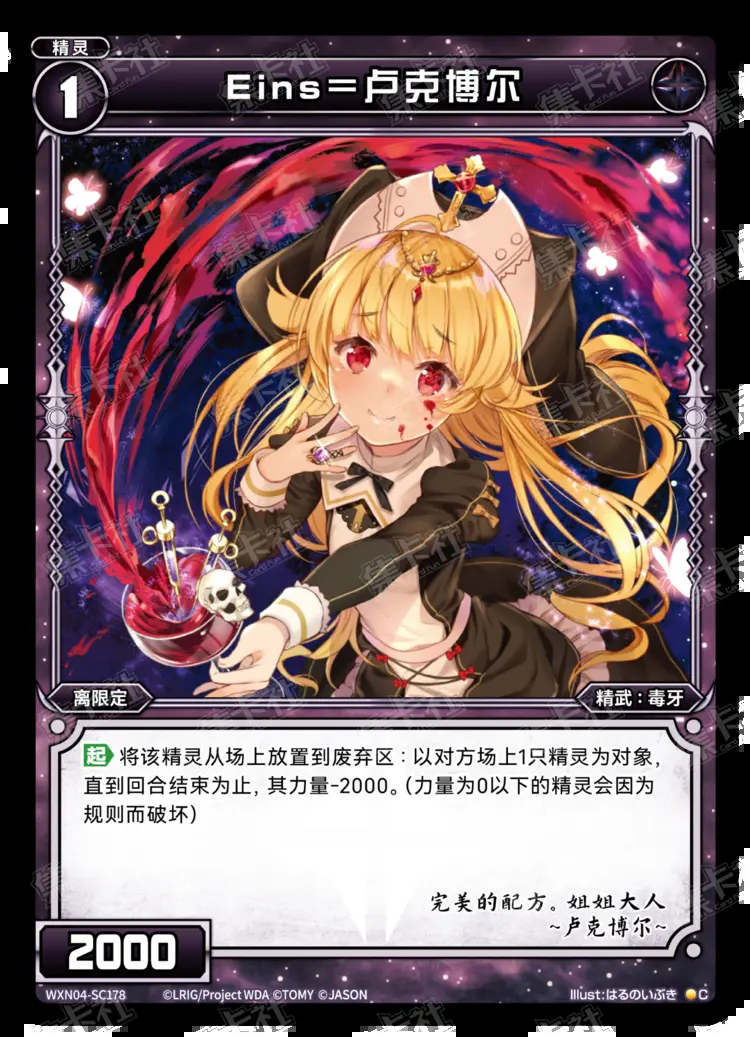 精灵
1
Eins＝卢克博尔
离限定
精武：毒牙
起 将该精灵从场上放置到废弃区：以对方场上1只精灵为对象，
直到回合结束为止，其力量-2000。（力量为0以下的精灵会因为
规则而破坏）
完美的配方。姐姐大人
~卢克博尔~
2000
WXN04-SC178 ©LRIG/Project WDA ©TOMY ©JASON Illust:はるのいぶき C
集卡社